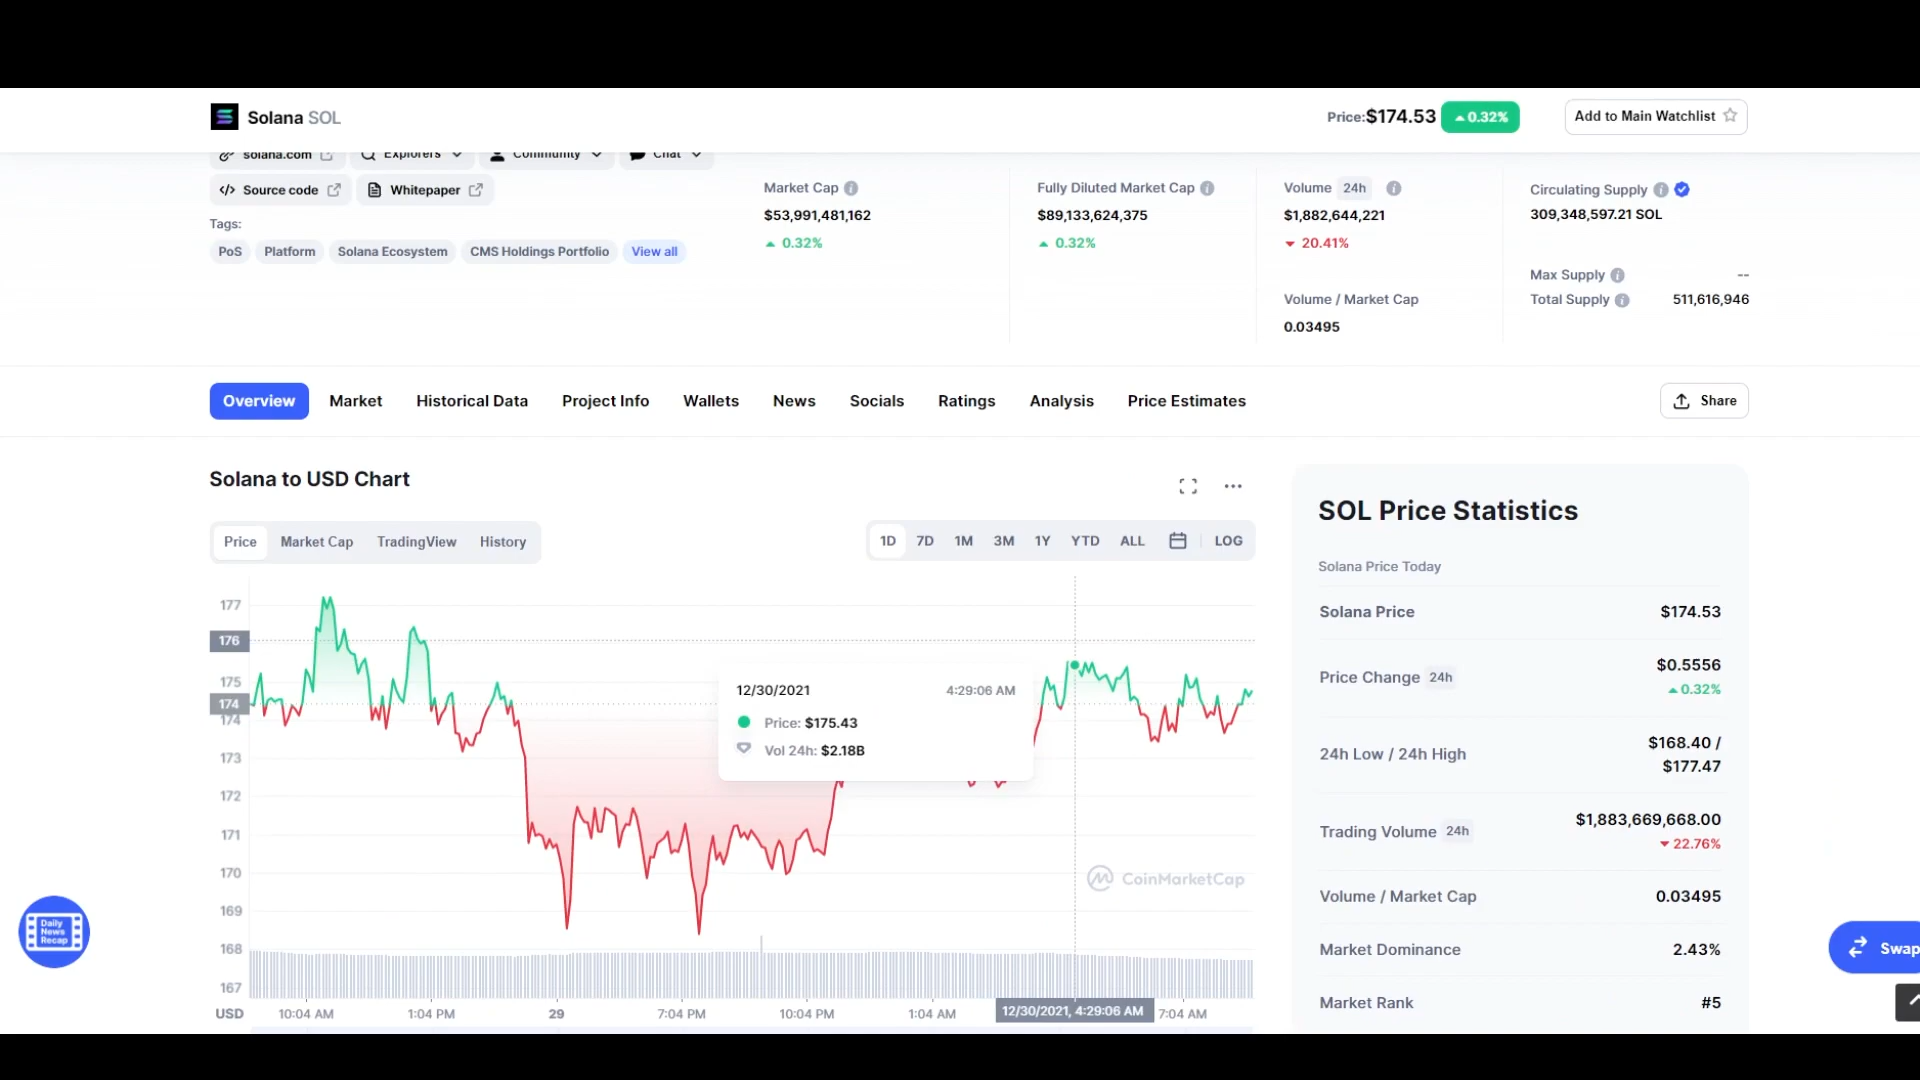 Solana SOL
Price:$174.53 0.32%
Add to Main Watchlist
solana.com Explorers Community Chat
Source code Whitepaper
Tags:
PoS Platform Solana Ecosystem CMS Holdings Portfolio View all
Market Cap
$53,991,481,162
0.32%
Fully Diluted Market Cap
$89,133,624,375
0.32%
Volume 24h
$1,882,644,221
20.41%
Volume / Market Cap
0.03495
Circulating Supply
309,348,597.21 SOL
Max Supply --
Total Supply 511,616,946
Overview Market Historical Data Project Info Wallets News Socials Ratings Analysis Price Estimates
Share
Solana to USD Chart
Price Market Cap TradingView History
1D 7D 1M 3M 1Y YTD ALL LOG
177
176
175
174
174
173
172
171
170
169
168
167
12/30/2021 4:29:06 AM
Price: $175.43
Vol 24h: $2.18B
CoinMarketCap
USD 10:04 AM 1:04 PM 29 7:04 PM 10:04 PM 1:04 AM 12/30/2021, 4:29:06 AM 7:04 AM
SOL Price Statistics
Solana Price Today
Solana Price $174.53
Price Change 24h $0.5556
0.32%
24h Low / 24h High $168.40 /
$177.47
Trading Volume 24h $1,883,669,668.00
22.76%
Volume / Market Cap 0.03495
Market Dominance 2.43%
Market Rank #5
Daily
News
Recap
Swap